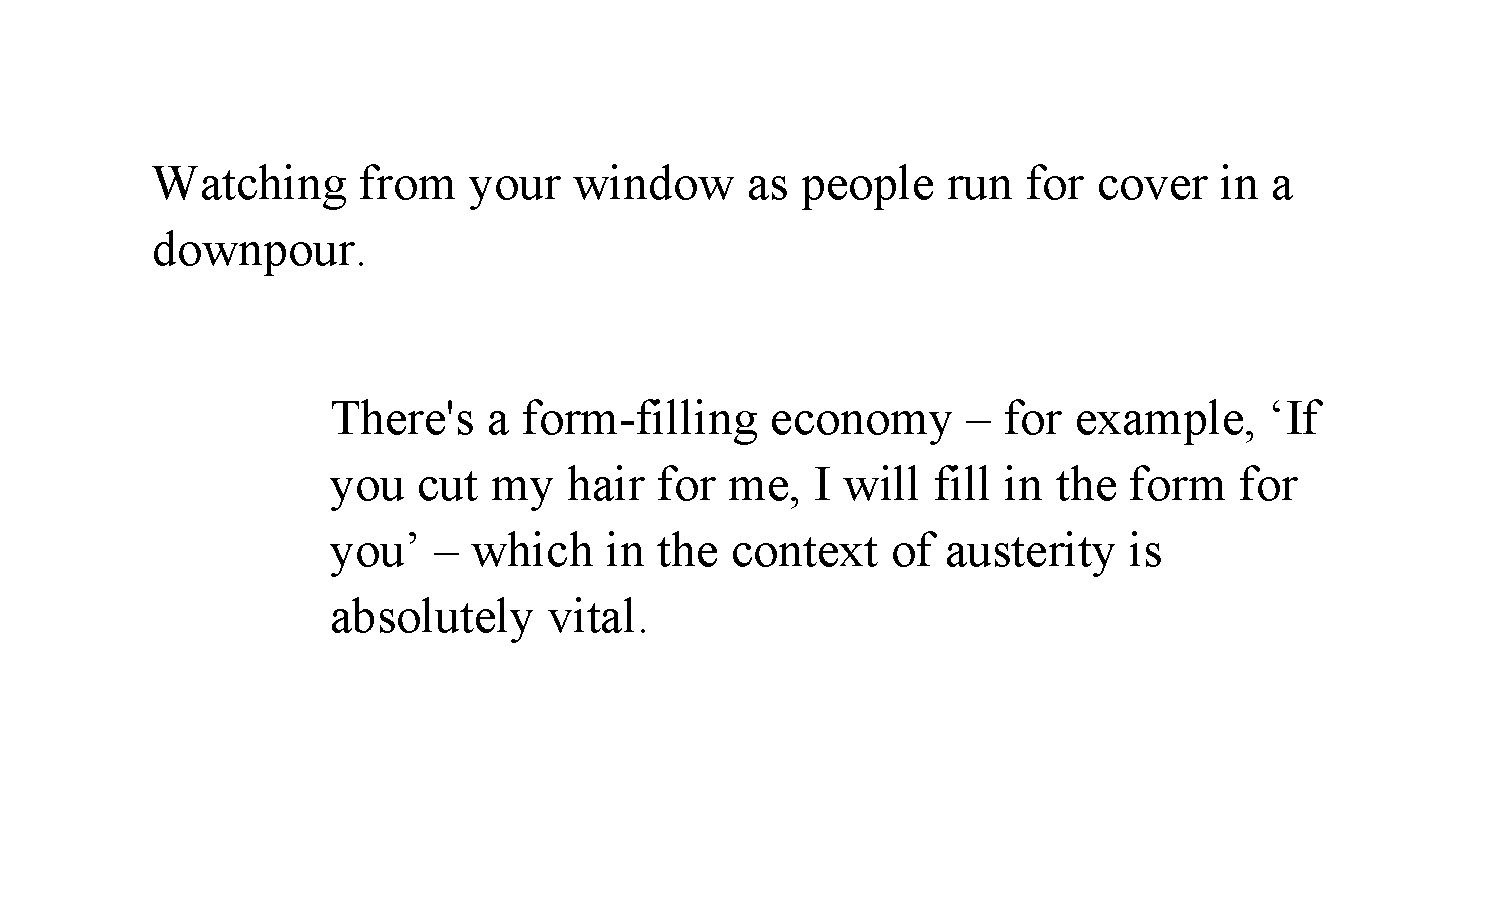 Watching from your window as people run for cover in a
downpour.
There's a form-filling economy – for example, ‘If
you cut my hair for me, I will fill in the form for
you’ – which in the context of austerity is
absolutely vital.